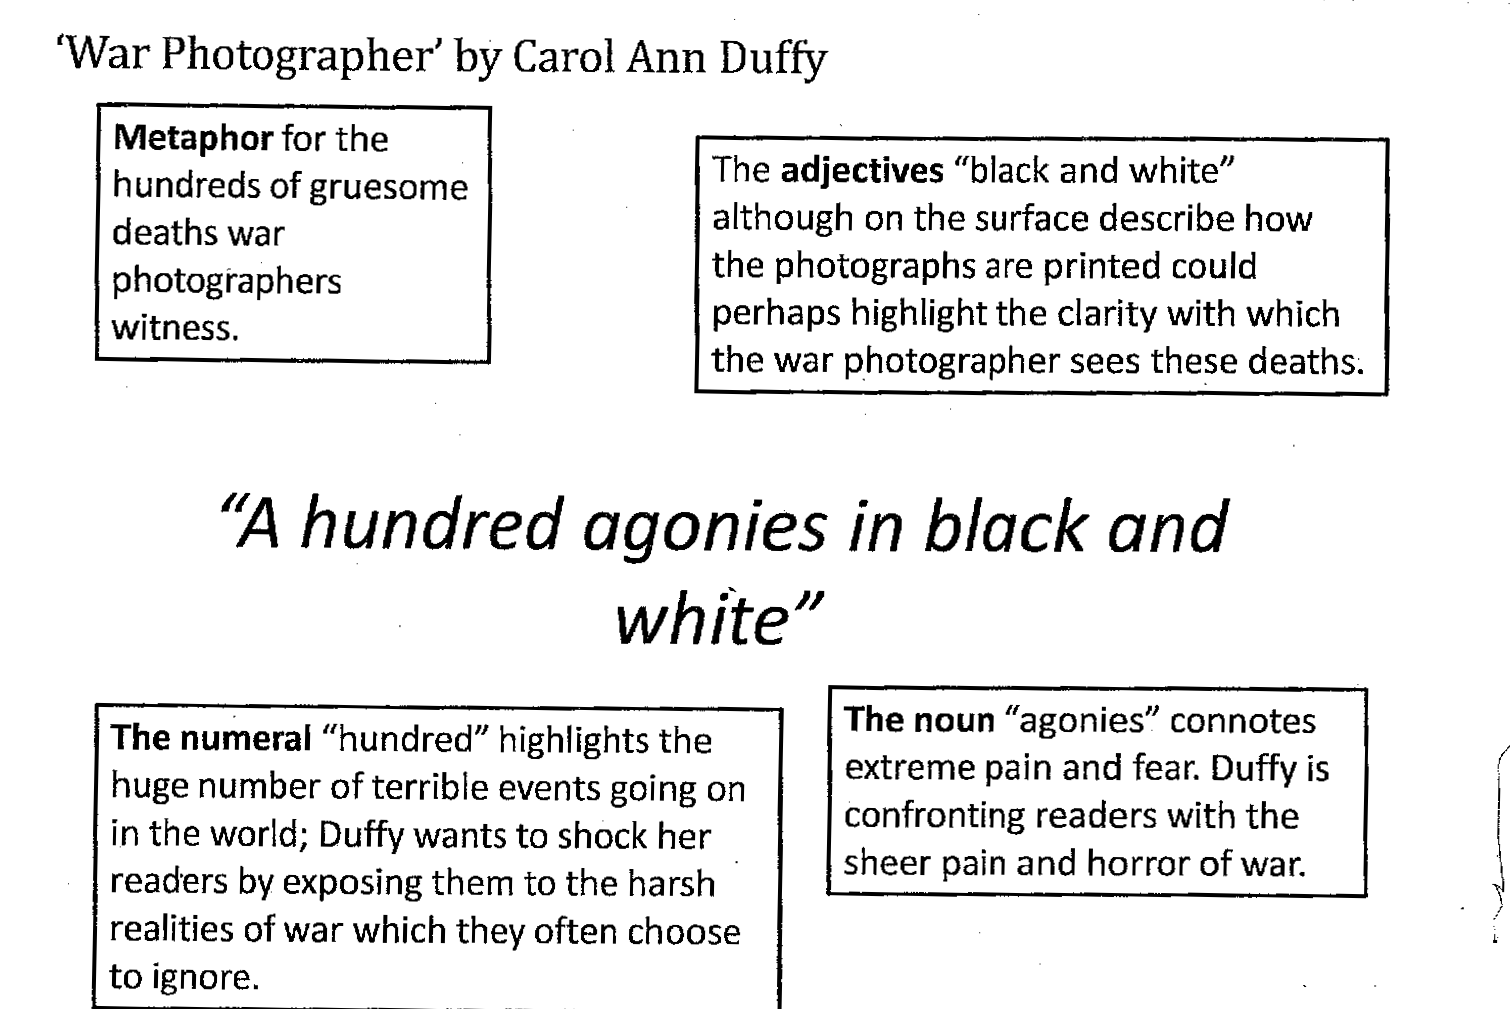 ‘War Photographer’ by Carol Ann Duffy
Metaphor for the
hundreds of gruesome
deaths war
photographers
witness.
The adjectives “black and white”
although on the surface describe how
the photographs are printed could
perhaps highlight the clarity with which
the war photographer sees these deaths.
“A hundred agonies in black and
white”
The numeral “hundred” highlights the
huge number of terrible events going on
in the world; Duffy wants to shock her
readers by exposing them to the harsh
realities of war which they often choose
to ignore.
The noun “agonies” connotes
extreme pain and fear. Duffy is
confronting readers with the
sheer pain and horror of war.